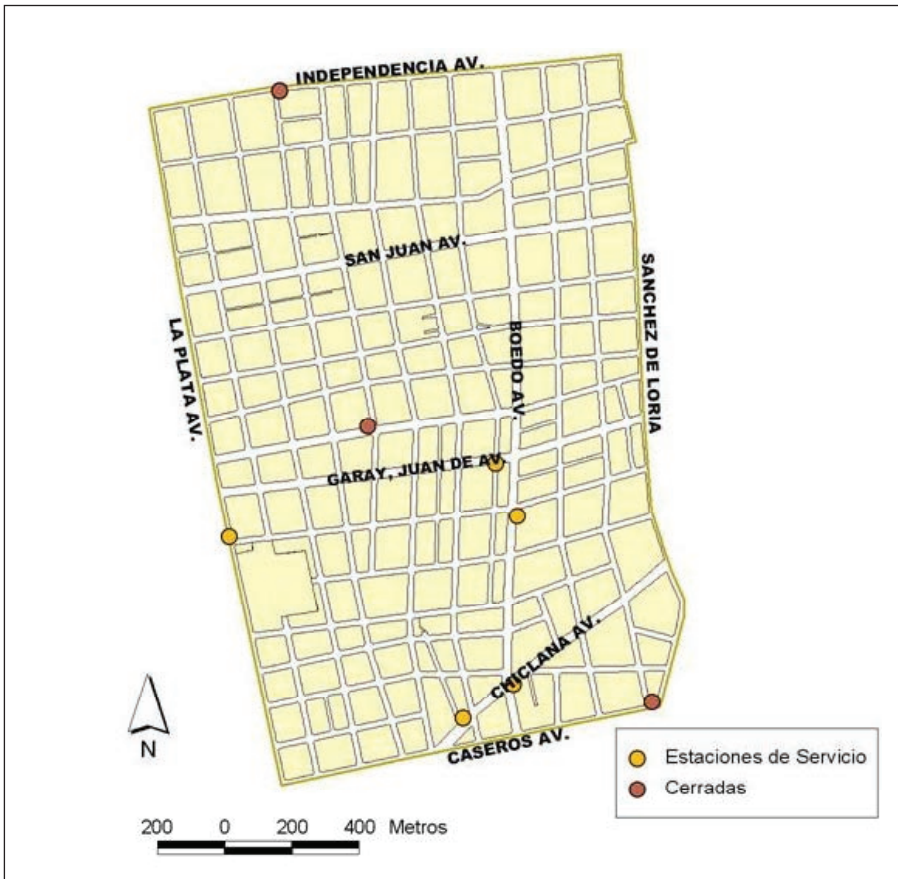 INDEPENDENCIA AV.
SAN JUAN AV.
SANCHEZ DE LORIA
LA PLATA AV.
BOEDO AV.
GARAY, JUAN DE AV.
CHICLANA AV.
CASEROS AV.
N
Estaciones de Servicio
Cerradas
200 0 200 400 Metros